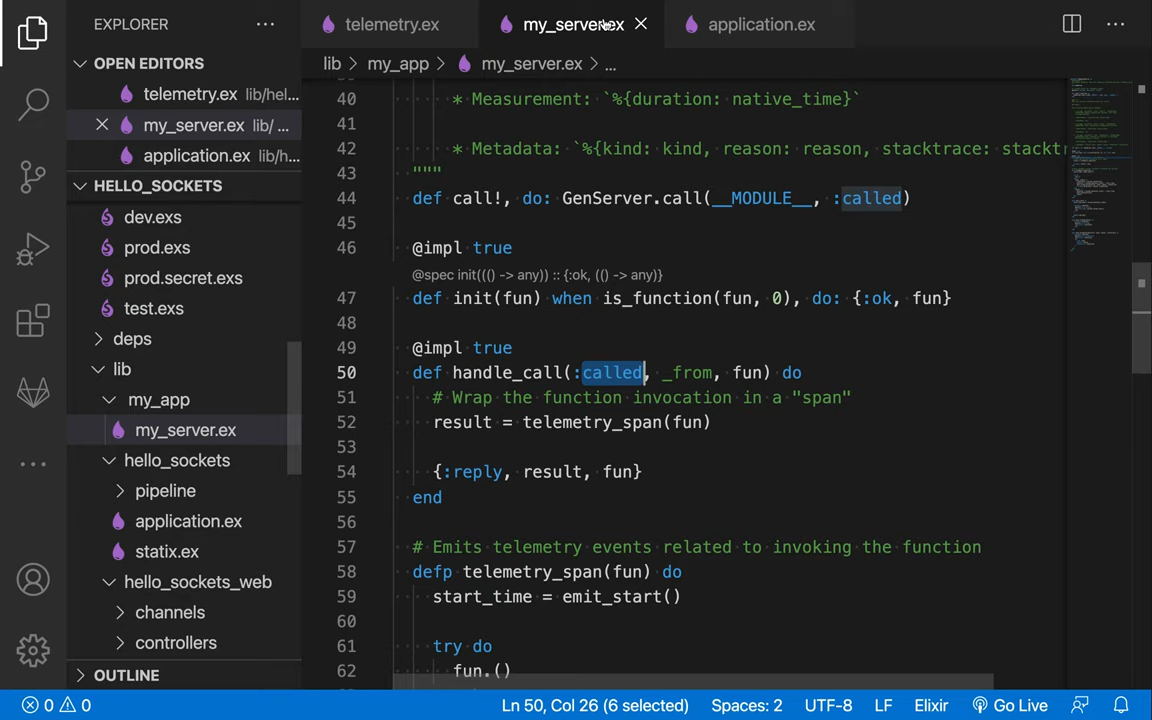 EXPLORER
telemetry.ex
my_server.ex
application.ex
OPEN EDITORS
lib > my_app > my_server.ex > ...
telemetry.ex lib/hel...
my_server.ex lib/ ...
application.ex lib/h...
HELLO_SOCKETS
dev.exs
prod.exs
prod.secret.exs
test.exs
deps
lib
my_app
my_server.ex
hello_sockets
pipeline
application.ex
statix.ex
hello_sockets_web
channels
controllers
OUTLINE
40 * Measurement: `%{duration: native_time}`
41
42 * Metadata: `%{kind: kind, reason: reason, stacktrace: stacktr
43 """
44 def call!, do: GenServer.call(__MODULE__, :called)
45
46 @impl true
@spec init((() -> any)) :: {:ok, (() -> any)}
47 def init(fun) when is_function(fun, 0), do: {:ok, fun}
48
49 @impl true
50 def handle_call(:called, _from, fun) do
51 # Wrap the function invocation in a "span"
52 result = telemetry_span(fun)
53
54 {:reply, result, fun}
55 end
56
57 # Emits telemetry events related to invoking the function
58 defp telemetry_span(fun) do
59 start_time = emit_start()
60
61 try do
62 fun.()
0 0 Ln 50, Col 26 (6 selected) Spaces: 2 UTF-8 LF Elixir Go Live